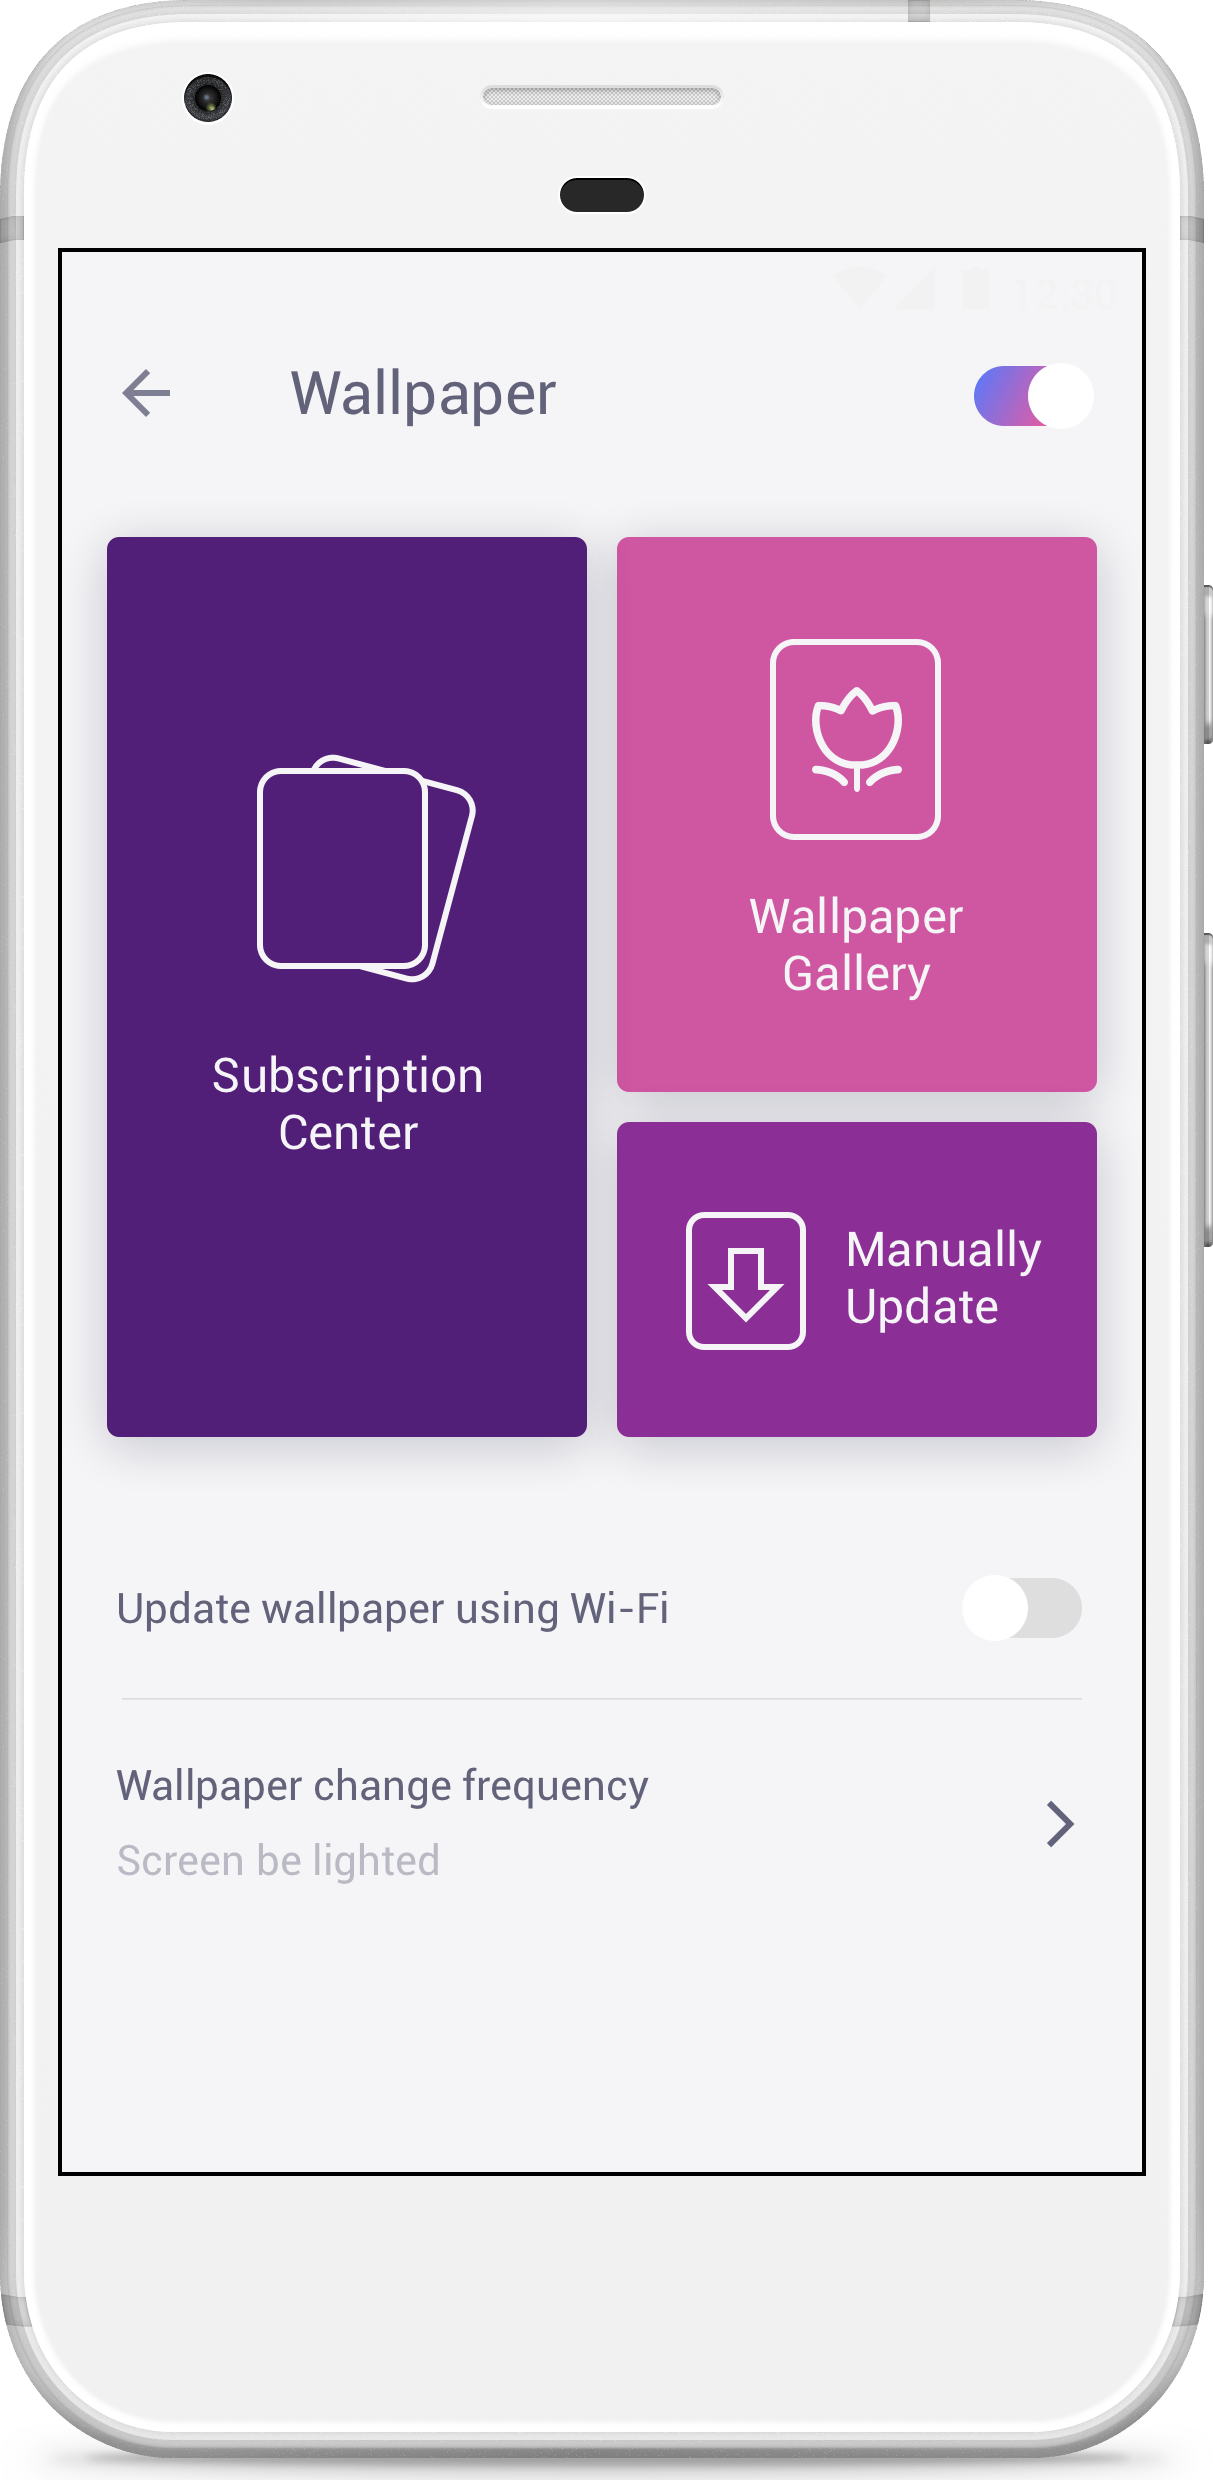 12:30
Wallpaper
Subscription
Center
Wallpaper
Gallery
Manually
Update
Update wallpaper using Wi-Fi
Wallpaper change frequency
Screen be lighted